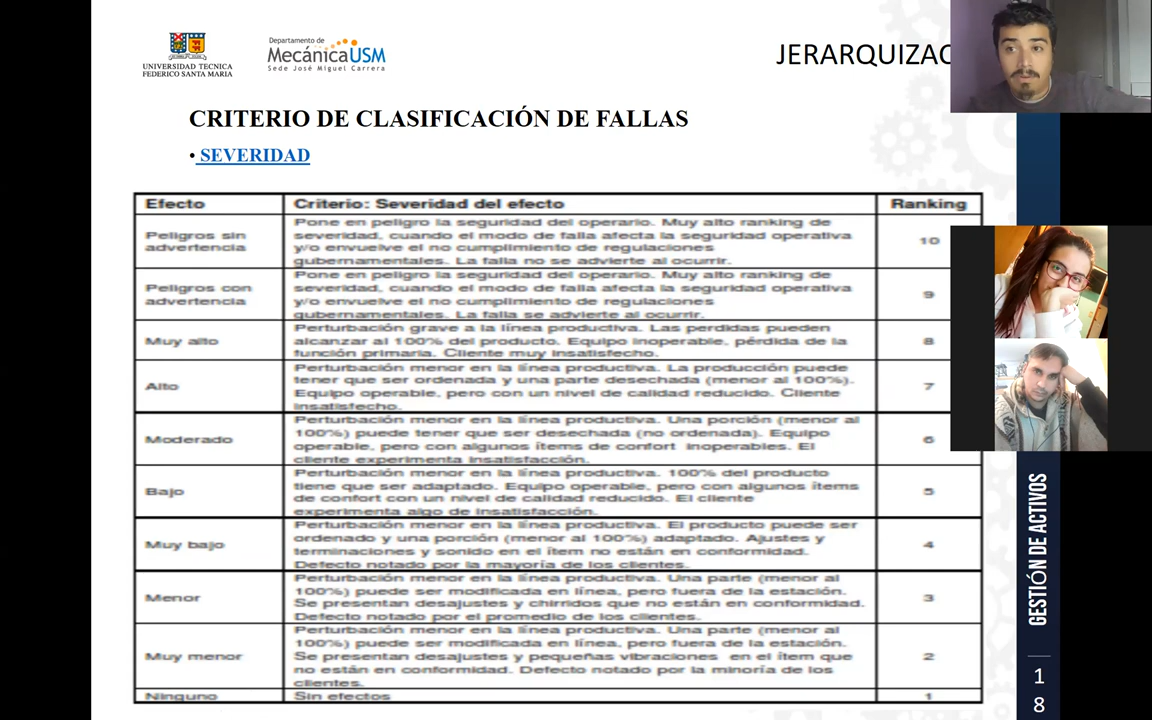 UNIVERSIDAD TECNICA
FEDERICO SANTA MARIA
Departamento de
MecánicaUSM
Sede José Miguel Carrera
JERARQUIZAC
CRITERIO DE CLASIFICACIÓN DE FALLAS
• SEVERIDAD
Efecto Criterio: Severidad del efecto Ranking
Peligros sin
advertencia
Pone en peligro la seguridad del operario. Muy alto ranking de
severidad, cuando el modo de falla afecta la seguridad operativa
y/o envuelve el no cumplimiento de regulaciones
gubernamentales. La falla no se advierte al ocurrir.
10
Peligros con
advertencia
Pone en peligro la seguridad del operario. Muy alto ranking de
severidad, cuando el modo de falla afecta la seguridad operativa
y/o envuelve el no cumplimiento de regulaciones
gubernamentales. La falla se advierte al ocurrir.
9
Muy alto
Perturbación grave a la línea productiva. Las perdidas pueden
alcanzar al 100% del producto. Equipo inoperable, pérdida de la
función primaria. Cliente muy insatisfecho.
8
Alto
Perturbación menor en la línea productiva. La producción puede
tener que ser ordenada y una parte desechada (menor al 100%).
Equipo operable, pero con un nivel de calidad reducido. Cliente
insatisfecho.
7
Moderado
Perturbación menor en la línea productiva. Una porción (menor al
100%) puede tener que ser desechada (no ordenada). Equipo
operable, pero con algunos ítems de confort inoperables. El
cliente experimenta insatisfacción.
6
Bajo
Perturbación menor en la línea productiva. 100% del producto
tiene que ser adaptado. Equipo operable, pero con algunos ítems
de confort con un nivel de calidad reducido. El cliente
experimenta algo de insatisfacción.
5
Muy bajo
Perturbación menor en la línea productiva. El producto puede ser
ordenado y una porción (menor al 100%) adaptado. Ajustes y
terminaciones y sonido en el ítem no están en conformidad.
Defecto notado por la mayoría de los clientes.
4
Menor
Perturbación menor en la línea productiva. Una parte (menor al
100%) puede ser modificada en línea, pero fuera de la estación.
Se presentan desajustes y chirridos que no están en conformidad.
Defecto notado por el promedio de los clientes.
3
Muy menor
Perturbación menor en la línea productiva. Una parte (menor al
100%) puede ser modificada en línea, pero fuera de la estación.
Se presentan desajustes y pequeñas vibraciones en el ítem que
no están en conformidad. Defecto notado por la minoría de los
clientes.
2
Ninguno Sin efectos 1
GESTIÓN DE ACTIVOS
1
8